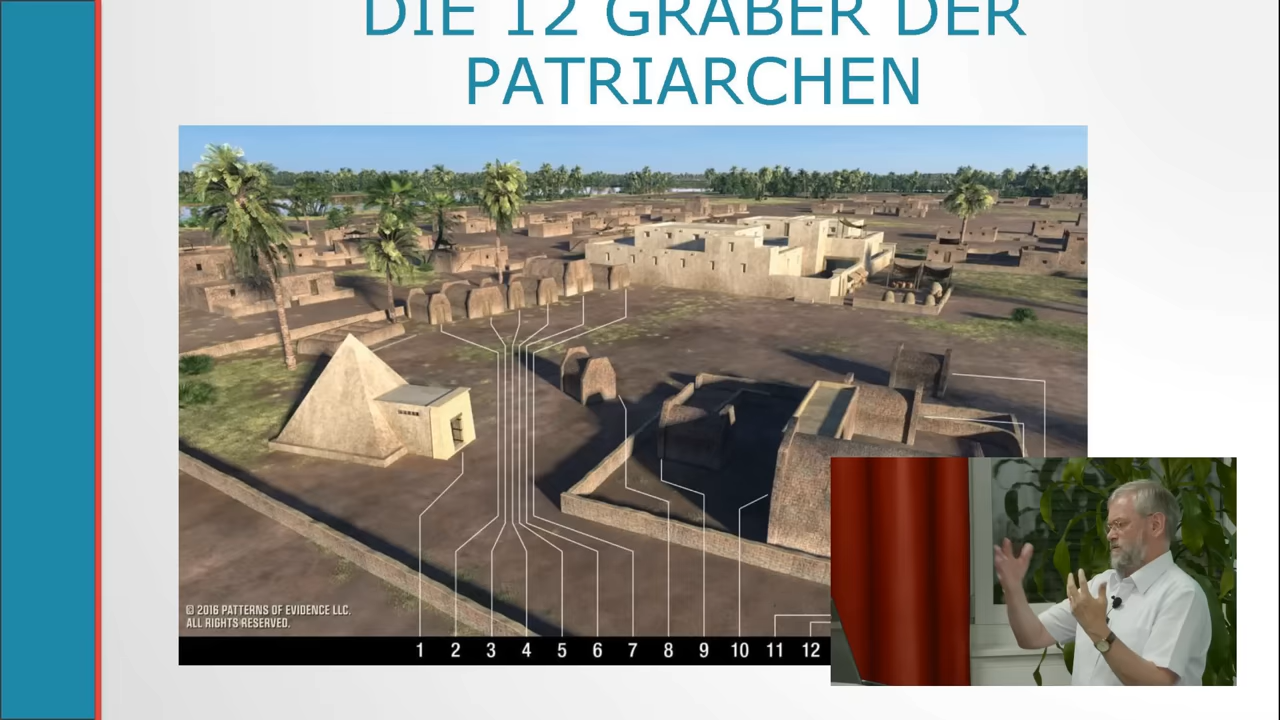 DIE 12 GRÄBER DER
PATRIARCHEN
© 2016 PATTERNS OF EVIDENCE LLC.
ALL RIGHTS RESERVED.
1 2 3 4 5 6 7 8 9 10 11 12